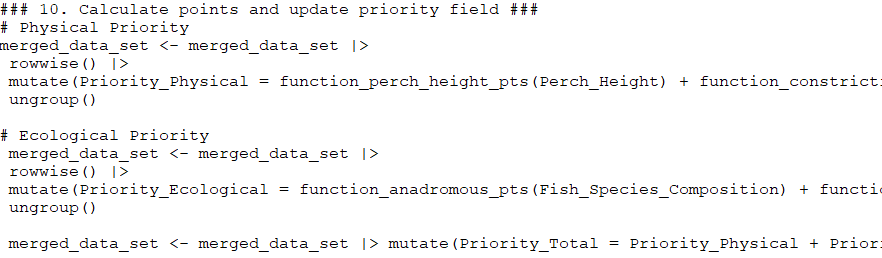 ### 10. Calculate points and update priority field ###
# Physical Priority
merged_data_set <- merged_data_set |>
rowwise() |>
mutate(Priority_Physical = function_perch_height_pts(Perch_Height) + function_constricti
ungroup()
# Ecological Priority
merged_data_set <- merged_data_set |>
rowwise() |>
mutate(Priority_Ecological = function_anadromous_pts(Fish_Species_Composition) + functio
ungroup()
merged_data_set <- merged_data_set |> mutate(Priority_Total = Priority_Physical + Prior